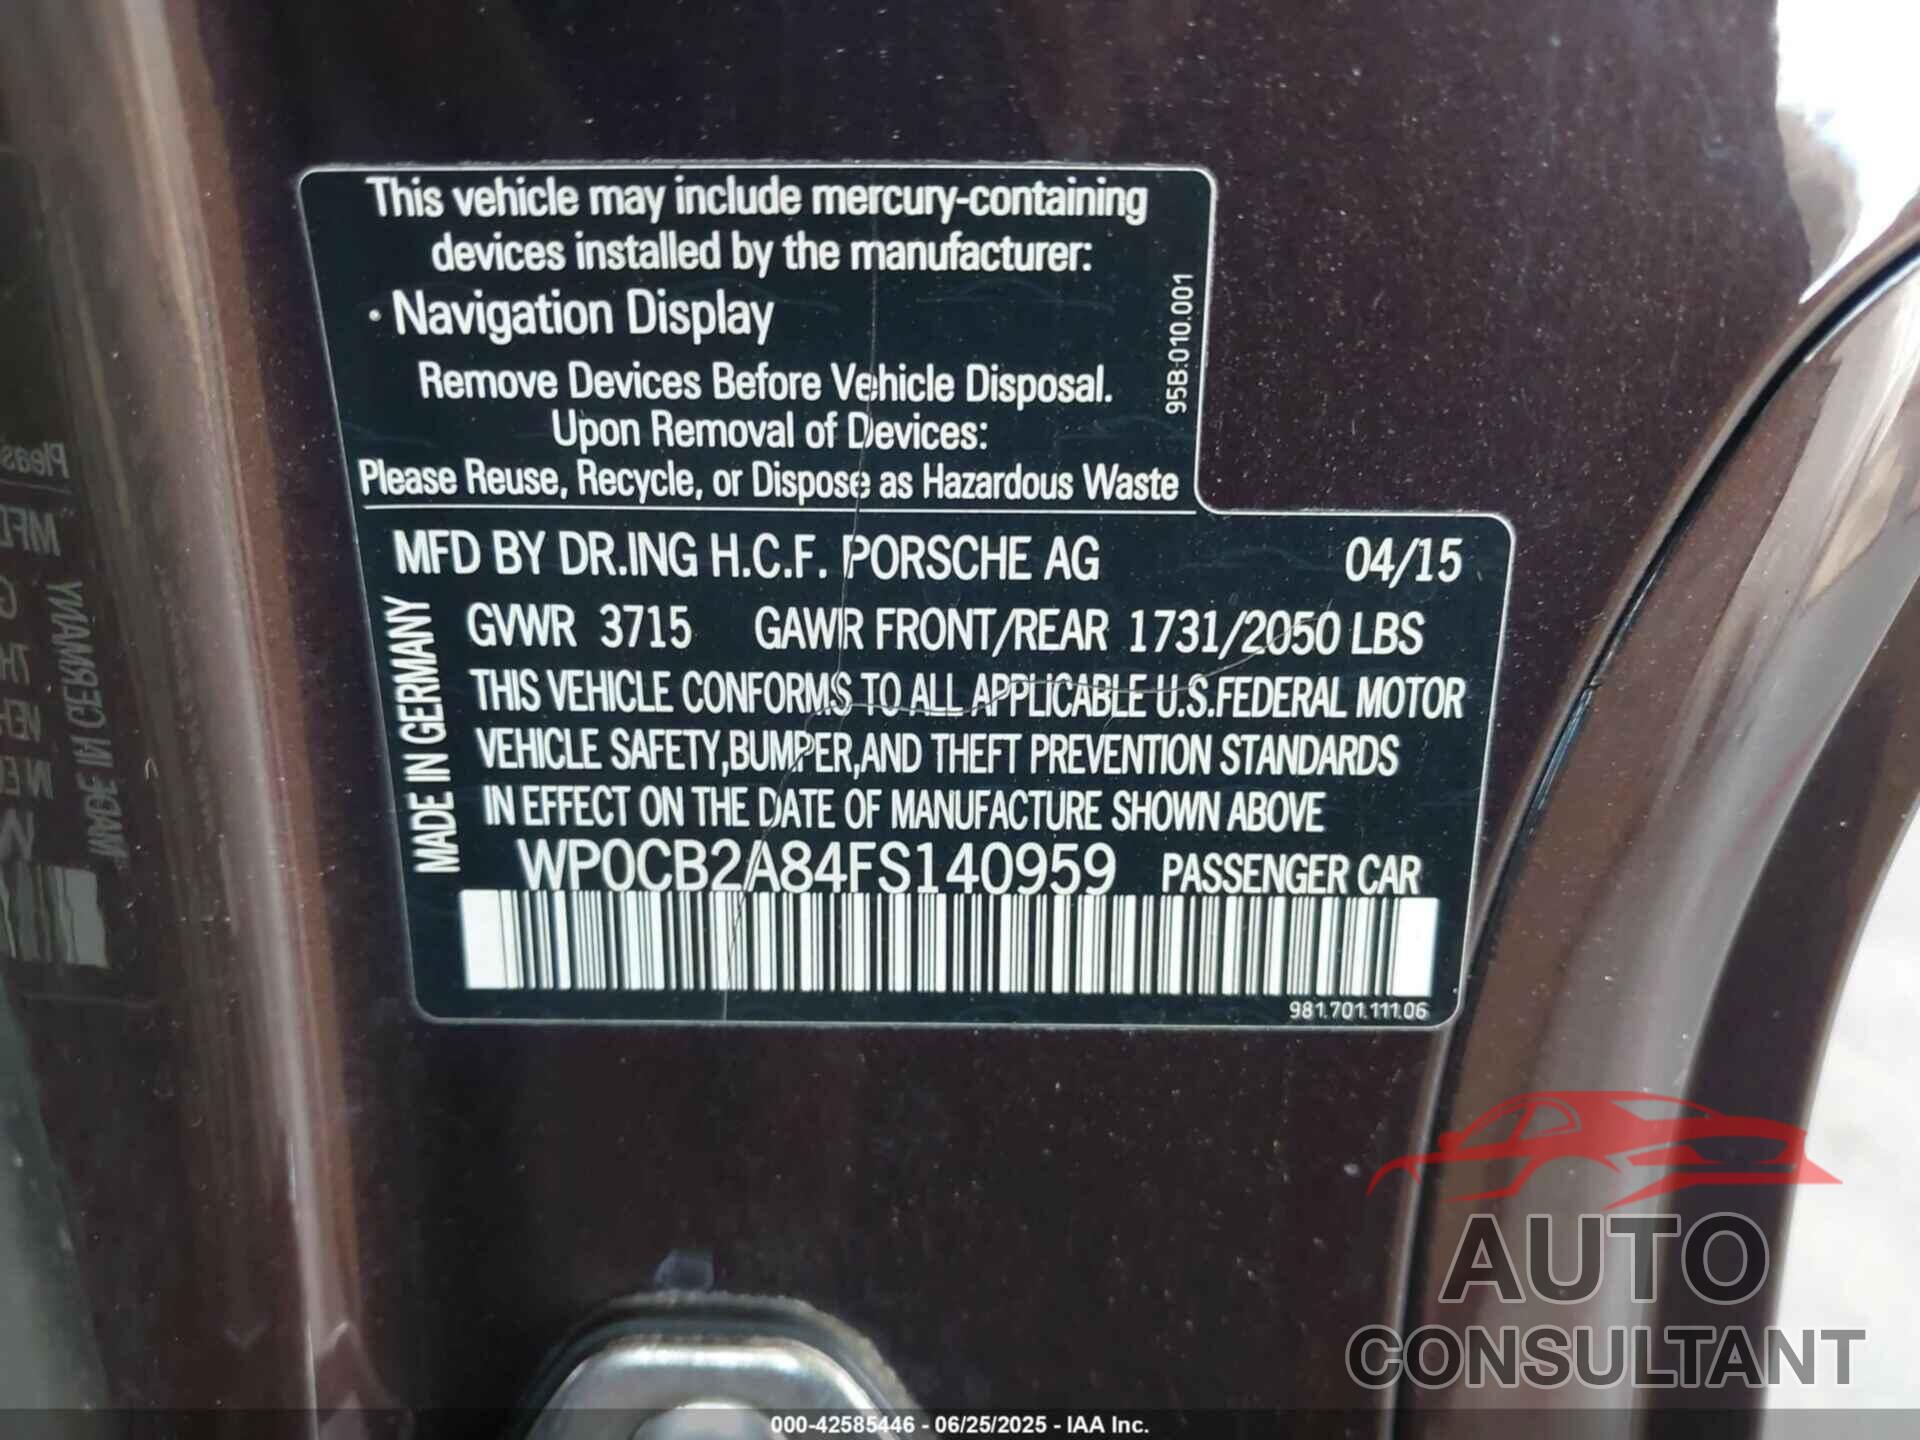 This vehicle may include mercury-containing
devices installed by the manufacturer:
· Navigation Display
Remove Devices Before Vehicle Disposal.
Upon Removal of Devices:
Please Reuse, Recycle, or Dispose as Hazardous Waste
95B.010.001
MFD BY DR.ING H.C.F. PORSCHE AG 04/15
MADE IN GERMANY
GVWR 3715 GAWR FRONT/REAR 1731/2050 LBS
THIS VEHICLE CONFORMS TO ALL APPLICABLE U.S.FEDERAL MOTOR
VEHICLE SAFETY,BUMPER,AND THEFT PREVENTION STANDARDS
IN EFFECT ON THE DATE OF MANUFACTURE SHOWN ABOVE
WP0CB2A84FS140959 PASSENGER CAR
981.701.111.06
AUTO
CONSULTANT
000-42585446 - 06/25/2025 - IAA Inc.